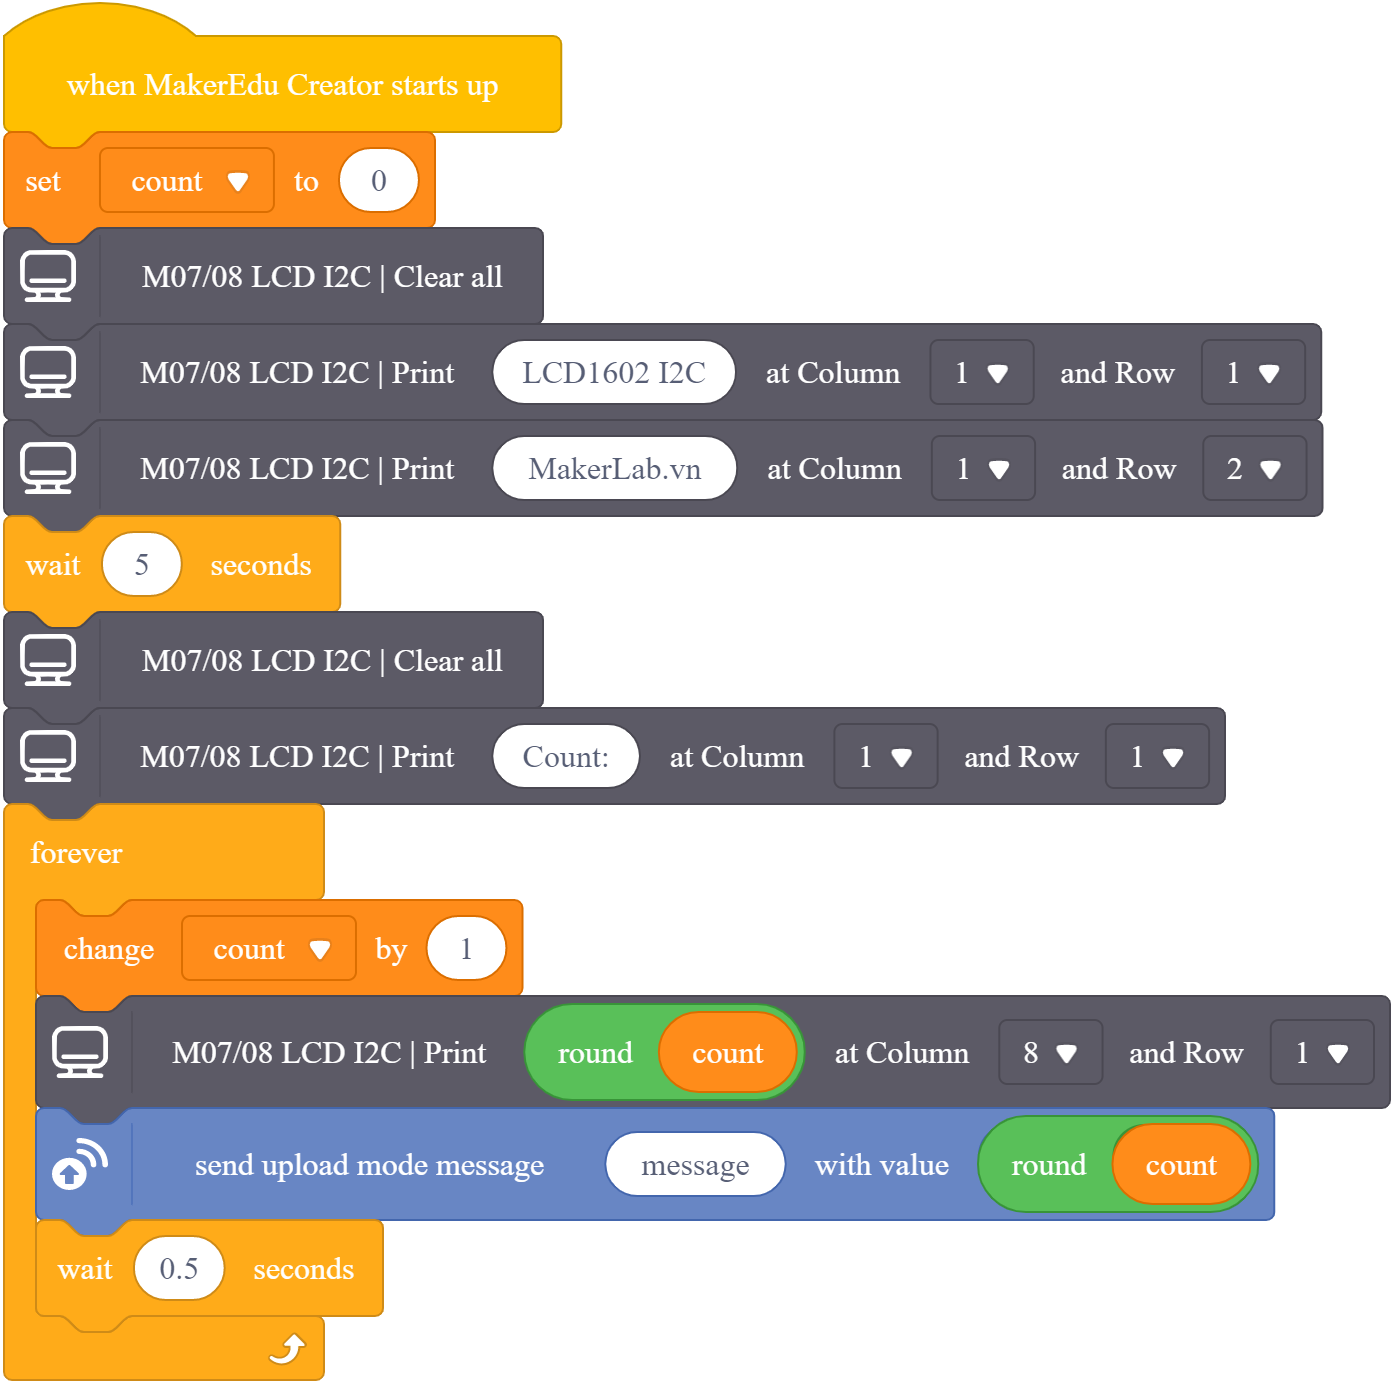 when MakerEdu Creator starts up
set count to 0
M07/08 LCD I2C | Clear all
M07/08 LCD I2C | Print LCD1602 I2C at Column 1 and Row 1
M07/08 LCD I2C | Print MakerLab.vn at Column 1 and Row 2
wait 5 seconds
M07/08 LCD I2C | Clear all
M07/08 LCD I2C | Print Count: at Column 1 and Row 1
forever
change count by 1
M07/08 LCD I2C | Print round count at Column 8 and Row 1
send upload mode message message with value round count
wait 0.5 seconds